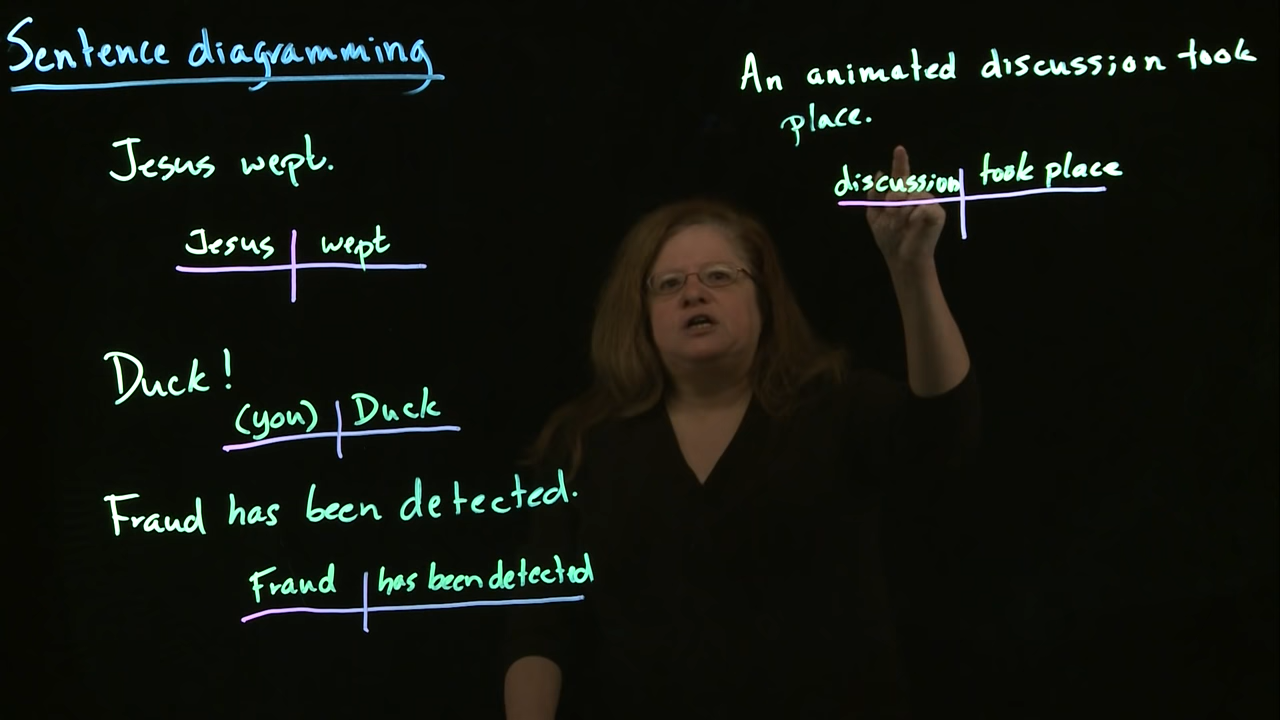 Sentence diagramming
Jesus wept.
Jesus wept
Duck!
(you) Duck
Fraud has been detected.
Fraud has been detected
An animated discussion took
place.
discussion took place